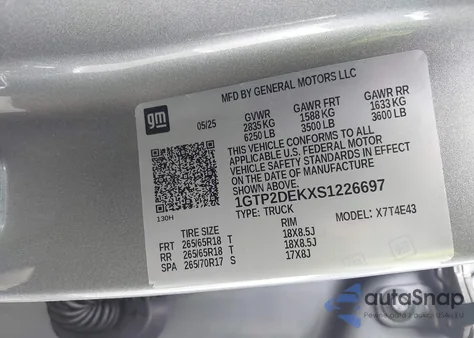 MFD BY GENERAL MOTORS LLC
gm
05/25
GVWR GAWR FRT GAWR RR
2835 KG 1588 KG 1633 KG
6250 LB 3500 LB 3600 LB
THIS VEHICLE CONFORMS TO ALL
APPLICABLE U.S. FEDERAL MOTOR
VEHICLE SAFETY STANDARDS IN EFFECT
ON THE DATE OF MANUFACTURE
SHOWN ABOVE.
1GTP2DEKXS1226697
TYPE: TRUCK MODEL: X7T4E43
130H
TIRE SIZE RIM
FRT 265/65R18 T 18X8.5J
RR 265/65R18 T 18X8.5J
SPA 265/70R17 S 17X8J
autoSnap